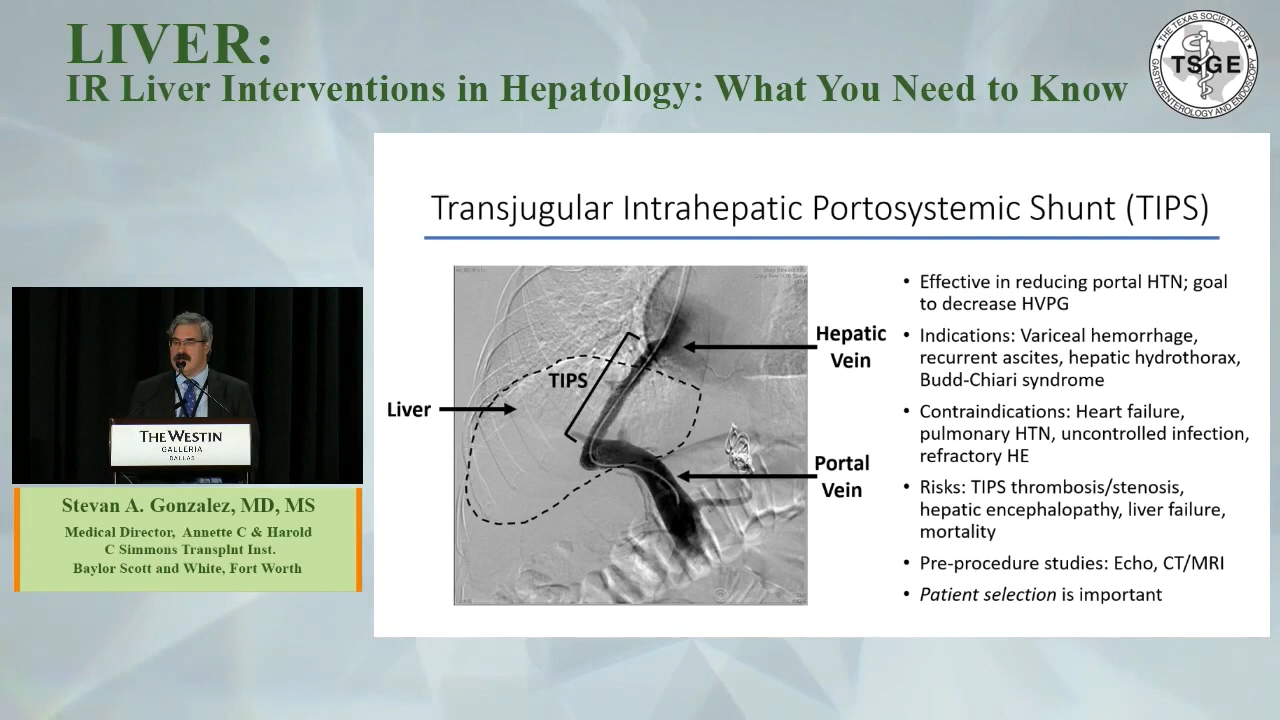 LIVER:
IR Liver Interventions in Hepatology: What You Need to Know
THE TEXAS SOCIETY FOR
TSGE
GASTROENTEROLOGY AND ENDOSCOPY
Transjugular Intrahepatic Portosystemic Shunt (TIPS)
TIPS
Liver
Hepatic
Vein
Portal
Vein
• Effective in reducing portal HTN; goal
to decrease HVPG
• Indications: Variceal hemorrhage,
recurrent ascites, hepatic hydrothorax,
Budd-Chiari syndrome
• Contraindications: Heart failure,
pulmonary HTN, uncontrolled infection,
refractory HE
• Risks: TIPS thrombosis/stenosis,
hepatic encephalopathy, liver failure,
mortality
• Pre-procedure studies: Echo, CT/MRI
• Patient selection is important
THE WESTIN
GALLERIA
DALLAS
Stevan A. Gonzalez, MD, MS
Medical Director, Annette C & Harold
C Simmons Transplnt Inst.
Baylor Scott and White, Fort Worth